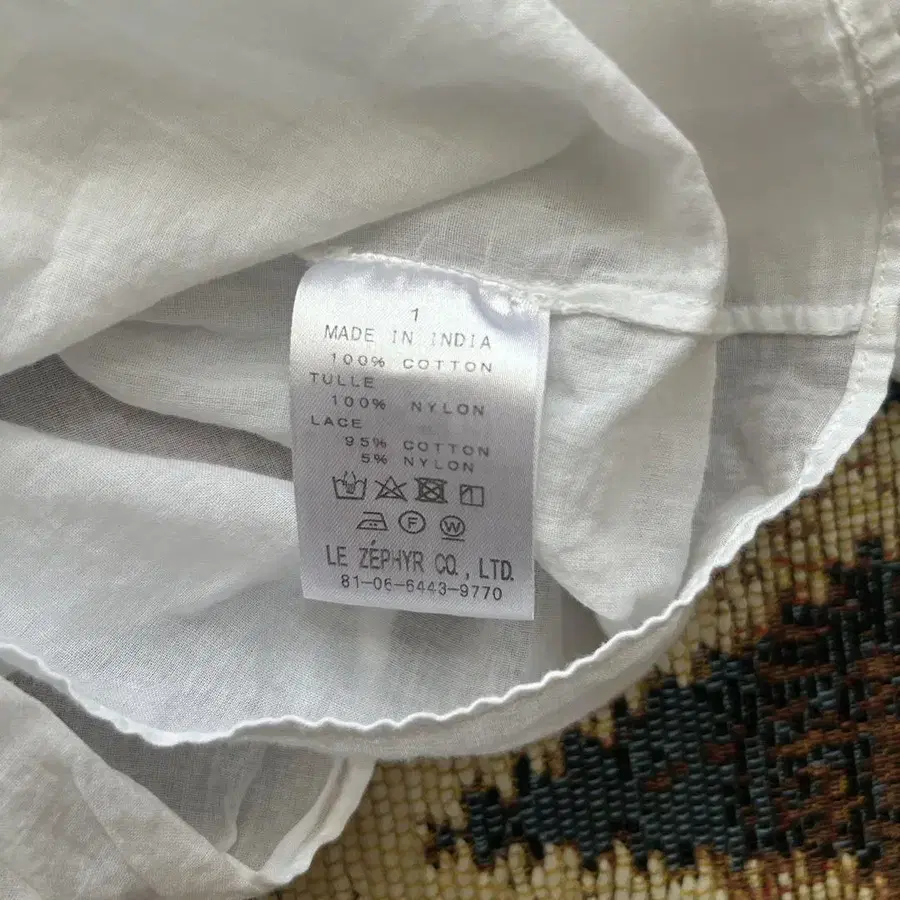 1
MADE IN INDIA
100% COTTON
TULLE
100% NYLON
LACE
95% COTTON
5% NYLON
F W
LE ZÉPHYR CO., LTD.
81-06-6443-9770